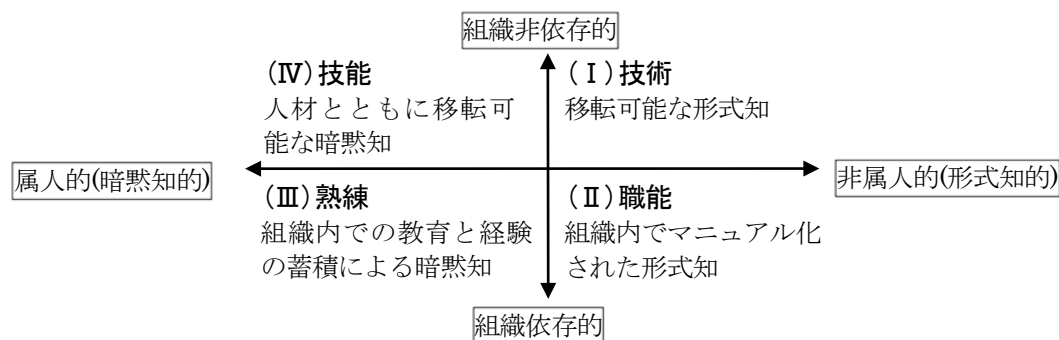 組織非依存的
(Ⅳ)技能
人材とともに移転可
能な暗黙知
(Ⅰ)技術
移転可能な形式知
属人的(暗黙知的)
非属人的(形式知的)
(Ⅲ)熟練
組織内での教育と経験
の蓄積による暗黙知
(Ⅱ)職能
組織内でマニュアル化
された形式知
組織依存的